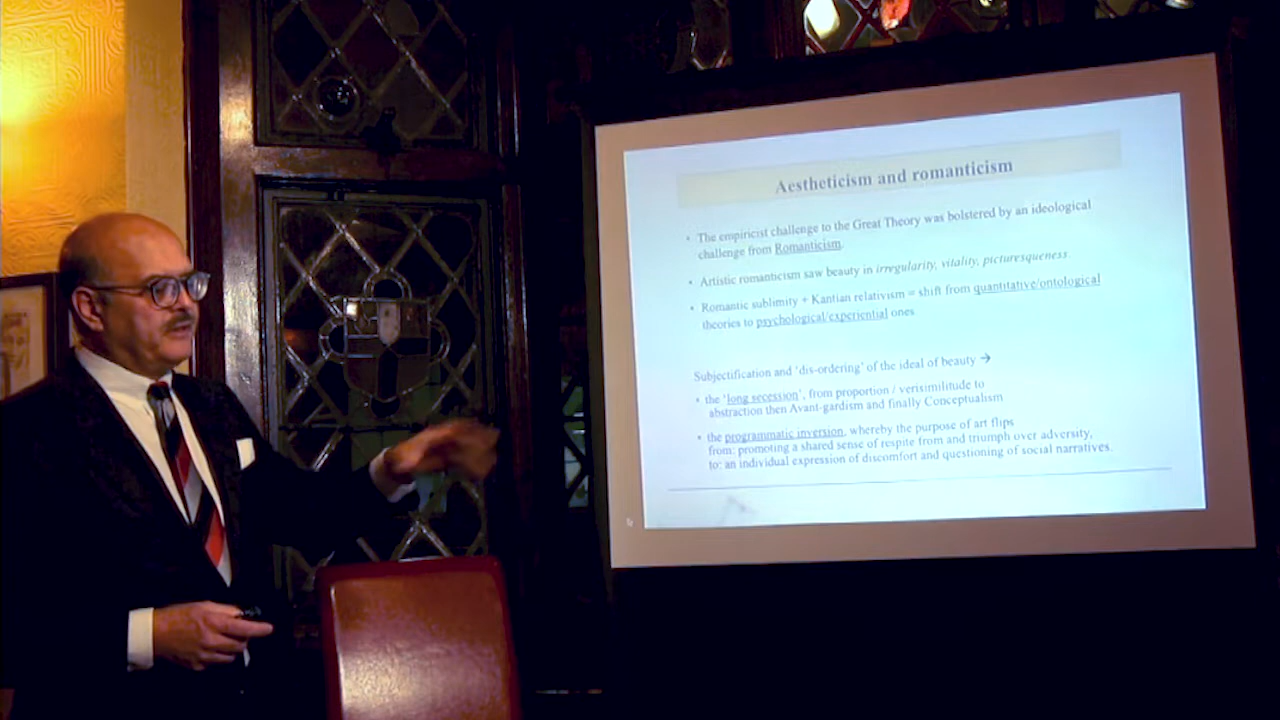 Aestheticism and romanticism
• The empiricist challenge to the Great Theory was bolstered by an ideological
challenge from Romanticism.
• Artistic romanticism saw beauty in irregularity, vitality, picturesqueness.
• Romantic sublimity + Kantian relativism = shift from quantitative/ontological
theories to psychological/experiential ones
Subjectification and 'dis-ordering' of the ideal of beauty →
• the 'long secession', from proportion / verisimilitude to
abstraction then Avant-gardism and finally Conceptualism
• the programmatic inversion, whereby the purpose of art flips
from: promoting a shared sense of respite from and triumph over adversity,
to: an individual expression of discomfort and questioning of social narratives.